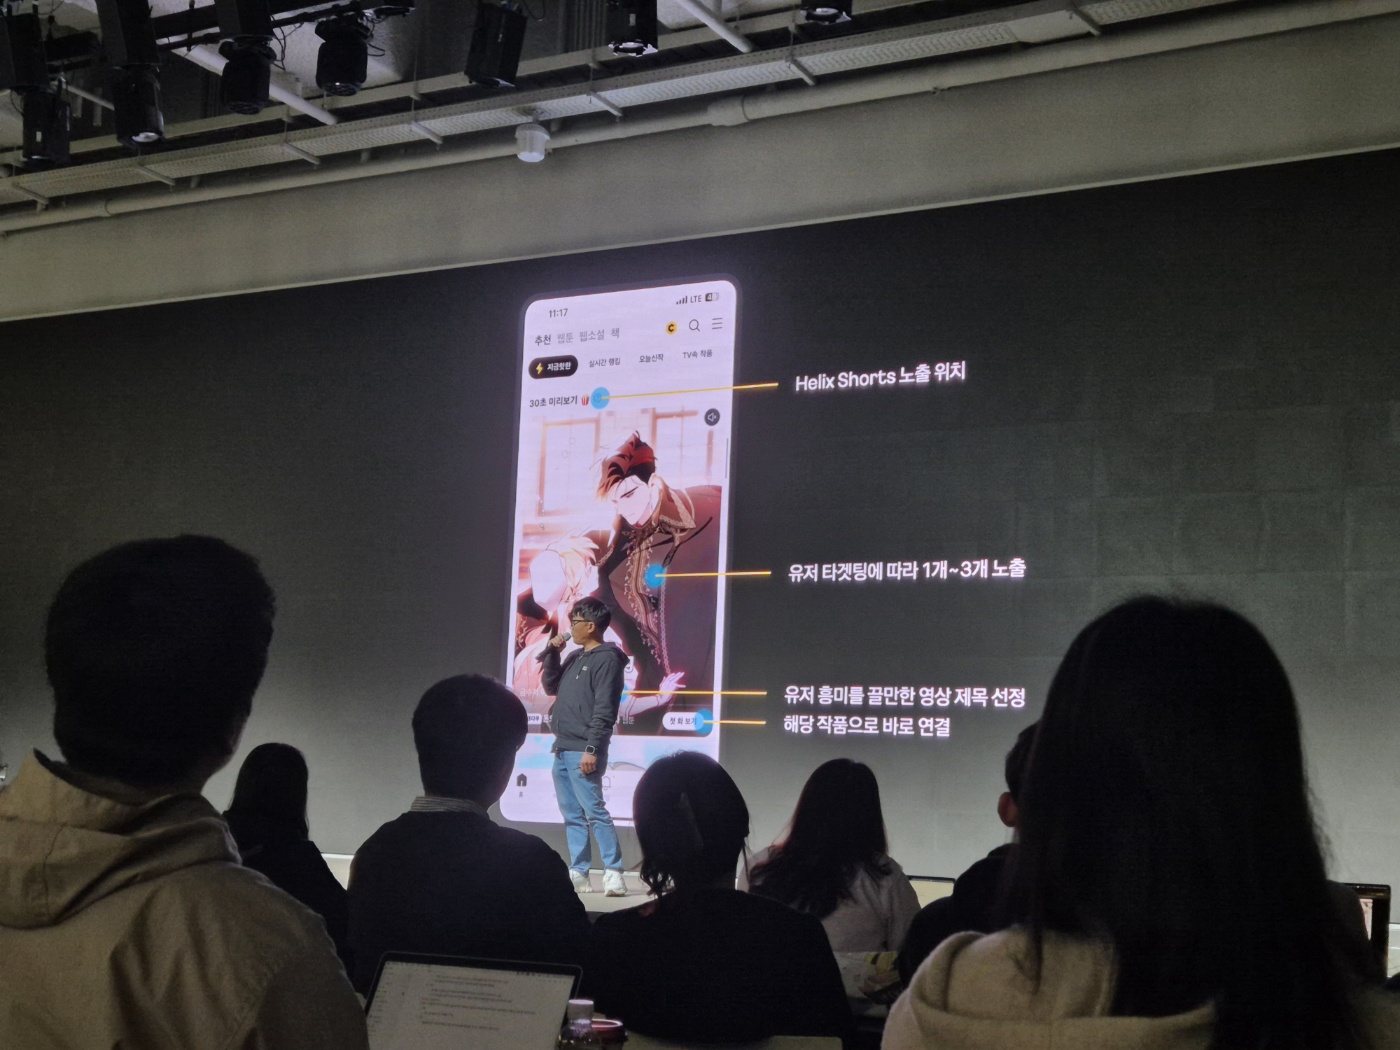 11:17
LTE
추천 웹툰 웹소설 책
지금핫한 실시간 랭킹 오늘신작 TV속 작품
30초 미리보기
Helix Shorts 노출 위치
유저 타겟팅에 따라 1개~3개 노출
유저 흥미를 끌만한 영상 제목 선정
웹툰
첫 화 보기
해당 작품으로 바로 연결
홈